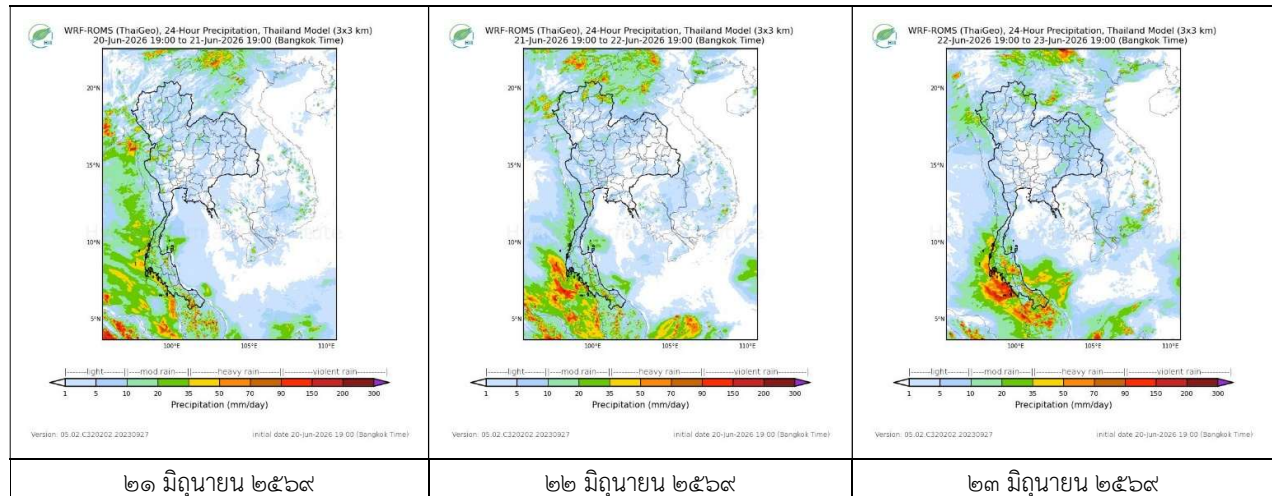 WRF-ROMS (ThaiGeo), 24-Hour Precipitation, Thailand Model (3x3 km)
20-Jun-2026 19:00 to 21-Jun-2026 19:00 (Bangkok Time)
20°N
15°N
10°N
5°N
100°E
105°E
110°E
|--------light--------||----mod rain----||---------heavy rain---------||---------violent rain---------|
1 5 10 20 35 50 70 90 150 200 300
Precipitation (mm/day)
Version: 05.02.C320202.20230927
initial date 20-Jun-2026 19:00 (Bangkok Time)
๒๑ มิถุนายน ๒๕๖๙
WRF-ROMS (ThaiGeo), 24-Hour Precipitation, Thailand Model (3x3 km)
21-Jun-2026 19:00 to 22-Jun-2026 19:00 (Bangkok Time)
20°N
15°N
10°N
5°N
100°E
105°E
110°E
|--------light--------||----mod rain----||---------heavy rain---------||---------violent rain---------|
1 5 10 20 35 50 70 90 150 200 300
Precipitation (mm/day)
Version: 05.02.C320202.20230927
initial date 20-Jun-2026 19:00 (Bangkok Time)
๒๒ มิถุนายน ๒๕๖๙
WRF-ROMS (ThaiGeo), 24-Hour Precipitation, Thailand Model (3x3 km)
22-Jun-2026 19:00 to 23-Jun-2026 19:00 (Bangkok Time)
20°N
15°N
10°N
5°N
100°E
105°E
110°E
|--------light--------||----mod rain----||---------heavy rain---------||---------violent rain---------|
1 5 10 20 35 50 70 90 150 200 300
Precipitation (mm/day)
Version: 05.02.C320202.20230927
initial date 20-Jun-2026 19:00 (Bangkok Time)
๒๓ มิถุนายน ๒๕๖๙